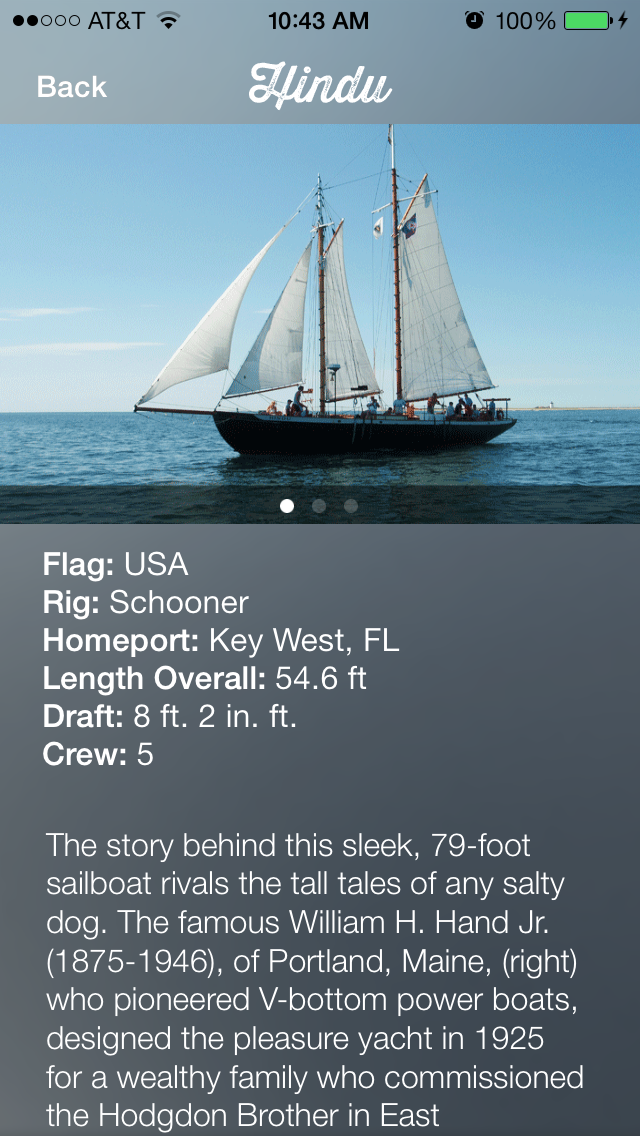 AT&T 10:43 AM 100%
Back Hindu
Flag: USA
Rig: Schooner
Homeport: Key West, FL
Length Overall: 54.6 ft
Draft: 8 ft. 2 in. ft.
Crew: 5
The story behind this sleek, 79-foot
sailboat rivals the tall tales of any salty
dog. The famous William H. Hand Jr.
(1875-1946), of Portland, Maine, (right)
who pioneered V-bottom power boats,
designed the pleasure yacht in 1925
for a wealthy family who commissioned
the Hodgdon Brother in East